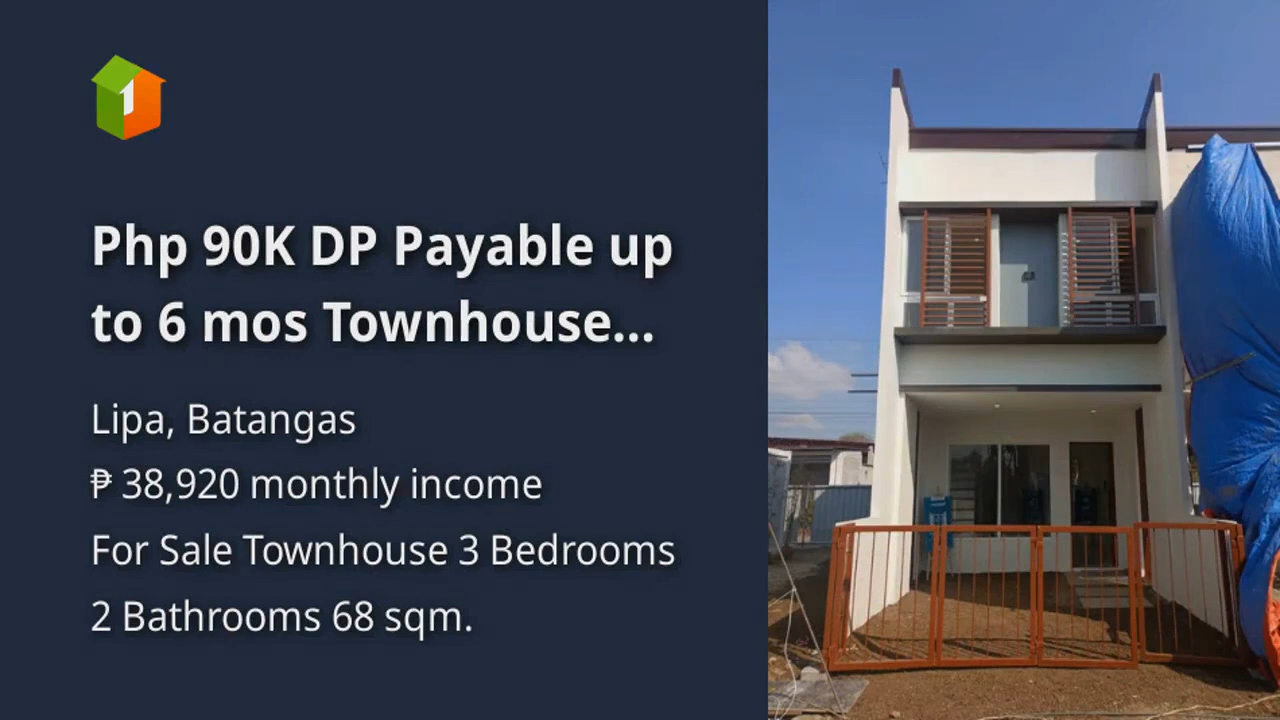 Php 90K DP Payable up
to 6 mos Townhouse...
Lipa, Batangas
₱ 38,920 monthly income
For Sale Townhouse 3 Bedrooms
2 Bathrooms 68 sqm.